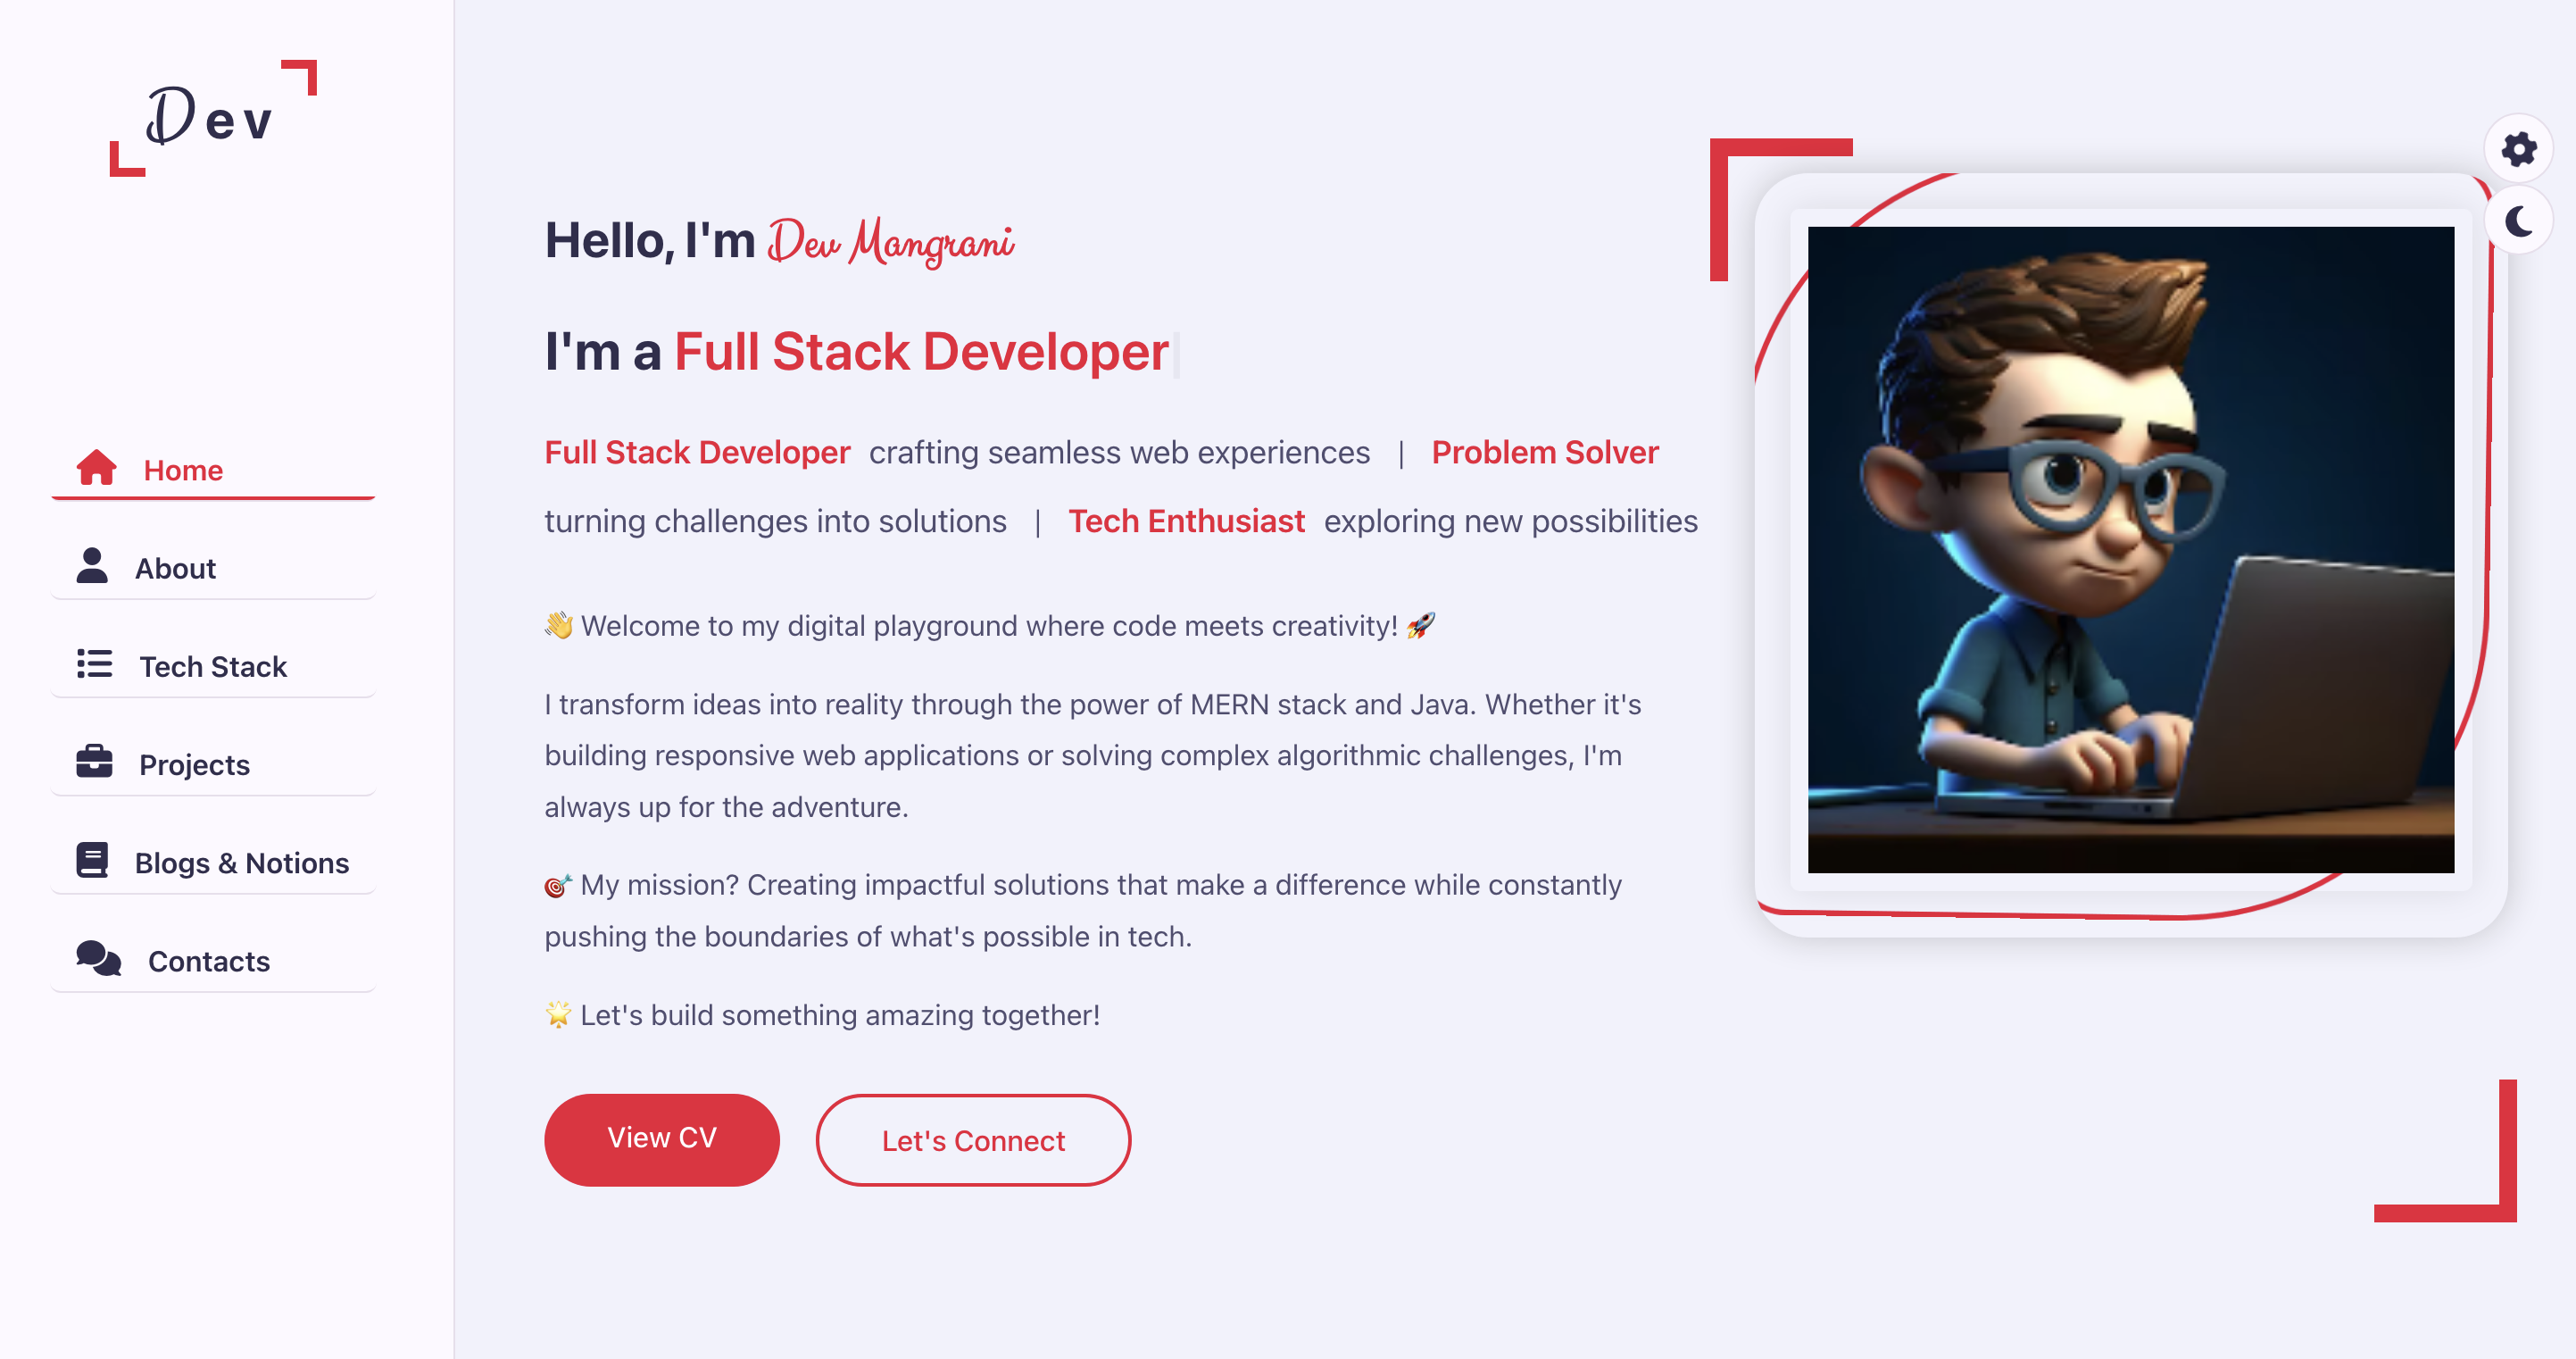 Dev
Home
About
Tech Stack
Projects
Blogs & Notions
Contacts
Hello, I'm Dev Mangrani
I'm a Full Stack Developer
Full Stack Developer crafting seamless web experiences | Problem Solver
turning challenges into solutions | Tech Enthusiast exploring new possibilities
👋 Welcome to my digital playground where code meets creativity! 🚀
I transform ideas into reality through the power of MERN stack and Java. Whether it's
building responsive web applications or solving complex algorithmic challenges, I'm
always up for the adventure.
🎯 My mission? Creating impactful solutions that make a difference while constantly
pushing the boundaries of what's possible in tech.
🌟 Let's build something amazing together!
View CV
Let's Connect